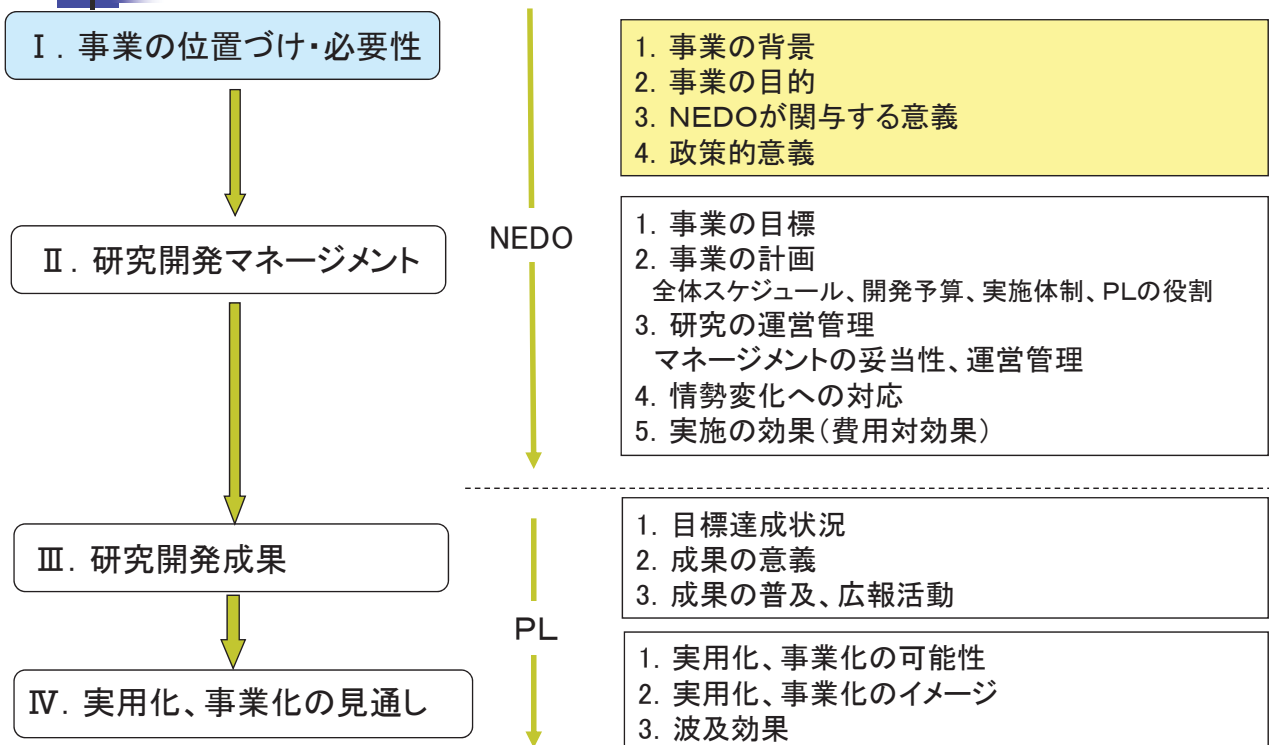 Ⅰ. 事業の位置づけ・必要性
1. 事業の背景
2. 事業の目的
3. NEDOが関与する意義
4. 政策的意義
NEDO
Ⅱ. 研究開発マネージメント
1. 事業の目標
2. 事業の計画
全体スケジュール、開発予算、実施体制、PLの役割
3. 研究の運営管理
マネージメントの妥当性、運営管理
4. 情勢変化への対応
5. 実施の効果(費用対効果)
Ⅲ. 研究開発成果
1. 目標達成状況
2. 成果の意義
3. 成果の普及、広報活動
PL
Ⅳ. 実用化、事業化の見通し
1. 実用化、事業化の可能性
2. 実用化、事業化のイメージ
3. 波及効果